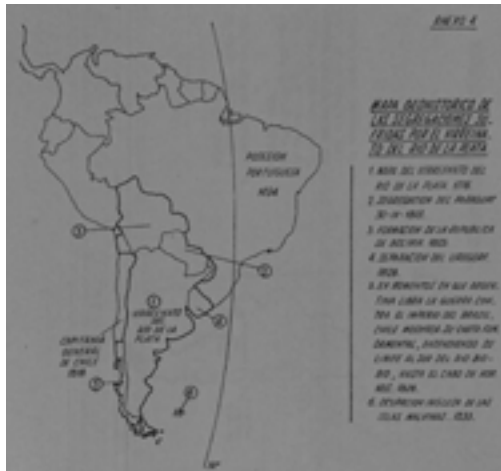 ANEXO 4
MAPA GEOHISTÓRICO DE
LAS SEGREGACIONES SU-
FRIDAS POR EL VIRREINA-
TO DEL RIO DE LA PLATA
POSESION
PORTUGUESA
1 MAPA DEL VIRREINATO DEL
RIO DE LA PLATA. 1776.
2. SEGREGACION DEL PARAGUAY
3. FORMACION DE LA REPUBLICA
DE BOLIVIA. 1825.
4. SEPARACION DEL URUGUAY.
1828.
5. EN MOMENTOS EN QUE ARGEN-
TINA LIBRA LA GUERRA CON-
TRA EL IMPERIO DEL BRASIL,
CHILE MODIFICA SU CARTA FUN-
DAMENTAL, EXTENDIENDO SU
LIMITE AL SUR DEL RIO BIO-
BIO, HASTA EL CABO DE HOR-
NOS.
6. OCUPACION INGLESA DE LAS
ISLAS MALVINAS. 1833.
3
2
1
VIRREINATO
DEL
RIO DE LA
PLATA
4
CAPITANIA
GENERAL
DE CHILE
5
6